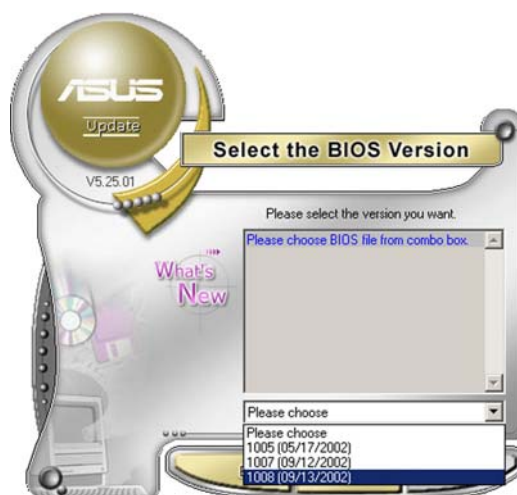 ASUS
Update
V5.25.01
Select the BIOS Version
Please select the version you want.
Please choose BIOS file from combo box.
What's
New
Please choose
Please choose
1005 (05/17/2002)
1007 (09/12/2002)
1008 (09/13/2002)